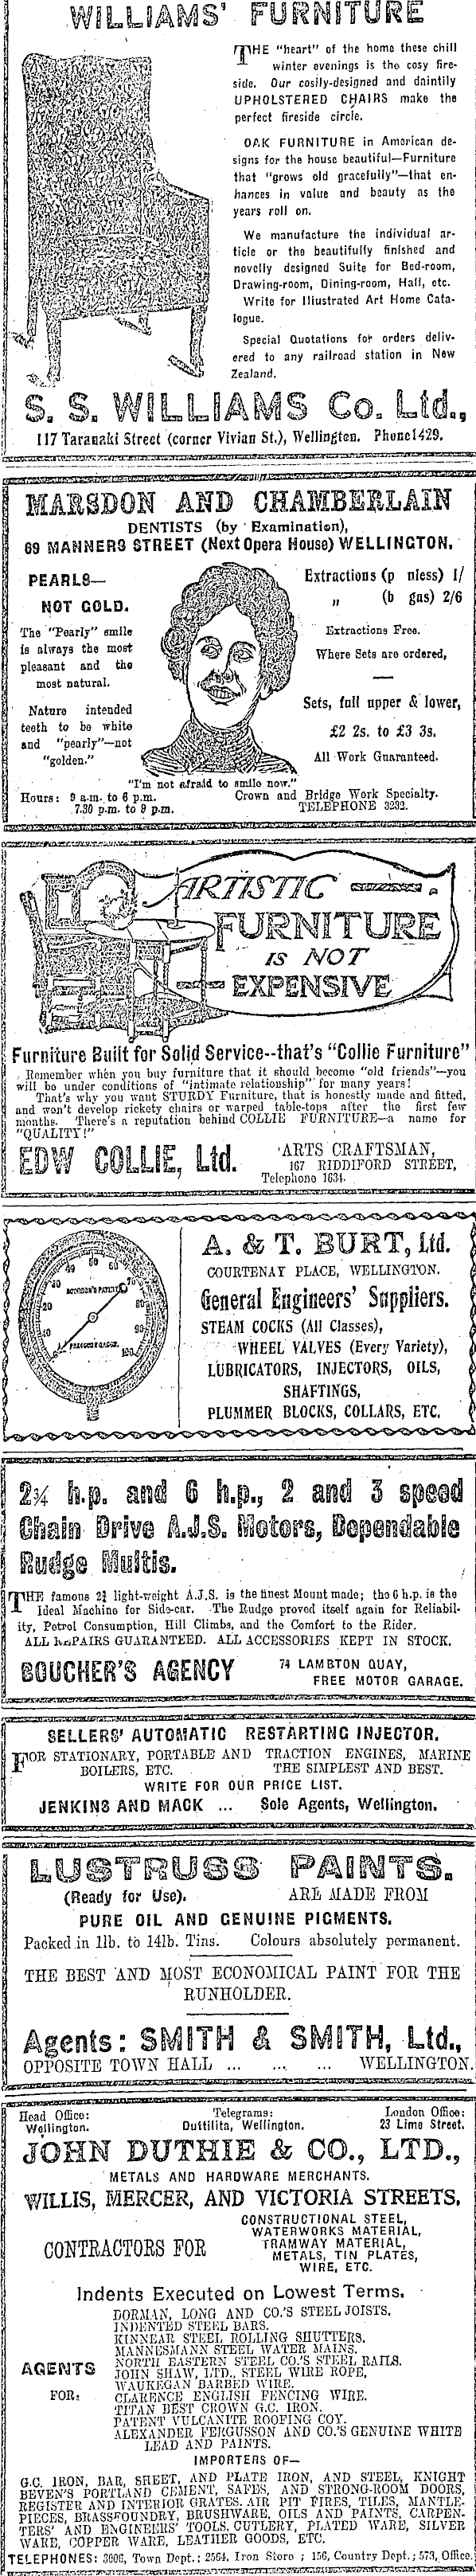 WILLIAMS' FURNITURE
THE "heart" of the home these chill
winter evenings is the cosy fire-
side. Our cosily-designed and daintily
UPHOLSTERED CHAIRS make the
perfect fireside circle.
OAK FURNITURE in American de-
signs for the house beautiful—Furniture
that "grows old gracefully"—that en-
hances in value and beauty as the
years roll on.
We manufacture the individual ar-
ticle or the beautifully finished and
novelly designed Suite for Bed-room,
Drawing-room, Dining-room, Hall, etc.
Write for Illustrated Art Home Cata-
logue.
Special Quotations for orders deliv-
ered to any railroad station in New
Zealand.
S. S. WILLIAMS Co. Ltd.,
117 Taranaki Street (corner Vivian St.), Wellington. Phone 1429.
MARSDON AND CHAMBERLAIN
DENTISTS (by Examination),
69 MANNERS STREET (Next Opera House) WELLINGTON.
PEARLS—
NOT GOLD.
The "Pearly" smile
is always the most
pleasant and the
most natural.
Nature intended
teeth to be white
and "pearly"—not
"golden."
Extractions (p nless) 1/
„ (b gas) 2/6
Extractions Free.
Where Sets are ordered,
Sets, full upper & lower,
£2 2s. to £3 3s.
All Work Guaranteed.
"I'm not afraid to smile now."
Hours: 9 a.m. to 6 p.m. Crown and Bridge Work Specialty.
7.30 p.m. to 9 p.m. TELEPHONE 3232.
ARTISTIC
FURNITURE
IS NOT
EXPENSIVE
Furniture Built for Solid Service--that's "Collie Furniture"
Remember when you buy furniture that it should become "old friends"—you
will be under conditions of "intimate relationship" for many years!
That's why you want STURDY Furniture, that is honestly made and fitted,
and won't develop rickety chairs or warped table-tops after the first few
months. There's a reputation behind COLLIE FURNITURE—a name for
"QUALITY!"
EDW COLLIE, Ltd.
ARTS CRAFTSMAN,
167 RIDDIFORD STREET,
Telephone 1634.
A. & T. BURT, Ltd.
COURTENAY PLACE, WELLINGTON.
General Engineers' Suppliers.
STEAM COCKS (All Classes),
WHEEL VALVES (Every Variety),
LUBRICATORS, INJECTORS, OILS,
SHAFTINGS,
PLUMMER BLOCKS, COLLARS, ETC.
2¾ h.p. and 6 h.p., 2 and 3 speed
Chain Drive A.J.S. Motors, Dependable
Rudge Multis.
THE famous 2¾ light-weight A.J.S. is the finest Mount made; the 6 h.p. is the
Ideal Machine for Side-car. The Rudge proved itself again for Reliabil-
ity, Petrol Consumption, Hill Climbs, and the Comfort to the Rider.
ALL REPAIRS GUARANTEED. ALL ACCESSORIES KEPT IN STOCK.
BOUCHER'S AGENCY
74 LAMBTON QUAY,
FREE MOTOR GARAGE.
SELLERS' AUTOMATIC RESTARTING INJECTOR.
FOR STATIONARY, PORTABLE AND TRACTION ENGINES, MARINE
BOILERS, ETC. THE SIMPLEST AND BEST.
WRITE FOR OUR PRICE LIST.
JENKINS AND MACK ... Sole Agents, Wellington.
LUSTRUSS PAINTS.
(Ready for Use). ARE MADE FROM
PURE OIL AND GENUINE PIGMENTS.
Packed in 1lb. to 14lb. Tins. Colours absolutely permanent.
THE BEST AND MOST ECONOMICAL PAINT FOR THE
RUNHOLDER.
Agents: SMITH & SMITH, Ltd.,
OPPOSITE TOWN HALL ... ... ... WELLINGTON.
Head Office: Telegrams: London Office:
Wellington. Duttilita, Wellington. 23 Lime Street.
JOHN DUTHIE & CO., LTD.,
METALS AND HARDWARE MERCHANTS.
WILLIS, MERCER, AND VICTORIA STREETS.
CONTRACTORS FOR
CONSTRUCTIONAL STEEL,
WATERWORKS MATERIAL,
TRAMWAY MATERIAL,
METALS, TIN PLATES,
WIRE, ETC.
Indents Executed on Lowest Terms.
AGENTS
FOR:
DORMAN, LONG AND CO.'S STEEL JOISTS.
INDENTED STEEL BARS.
KINNEAR STEEL ROLLING SHUTTERS.
MANNESMANN STEEL WATER MAINS.
NORTH EASTERN STEEL CO.'S STEEL RAILS.
JOHN SHAW, LTD., STEEL WIRE ROPE,
WAUKEGAN BARBED WIRE.
CLARENCE ENGLISH FENCING WIRE.
TITAN BEST CROWN G.C. IRON.
PATENT VULCANITE ROOFING COY.
ALEXANDER FERGUSSON AND CO.'S GENUINE WHITE
LEAD AND PAINTS.
IMPORTERS OF—
G.C. IRON, BAR, SHEET, AND PLATE IRON, AND STEEL, KNIGHT
BEVEN'S PORTLAND CEMENT, SAFES, AND STRONG-ROOM DOORS,
REGISTER AND INTERIOR GRATES. AIR PIT FIRES, TILES, MANTLE-
PIECES, BRASSFOUNDRY, BRUSHWARE, OILS AND PAINTS, CARPEN-
TERS' AND ENGINEERS' TOOLS. CUTLERY, PLATED WARE, SILVER
WARE, COPPER WARE, LEATHER GOODS, ETC.
TELEPHONES: 3606, Town Dept.; 2564, Iron Store ; 156, Country Dept.; 573, Office